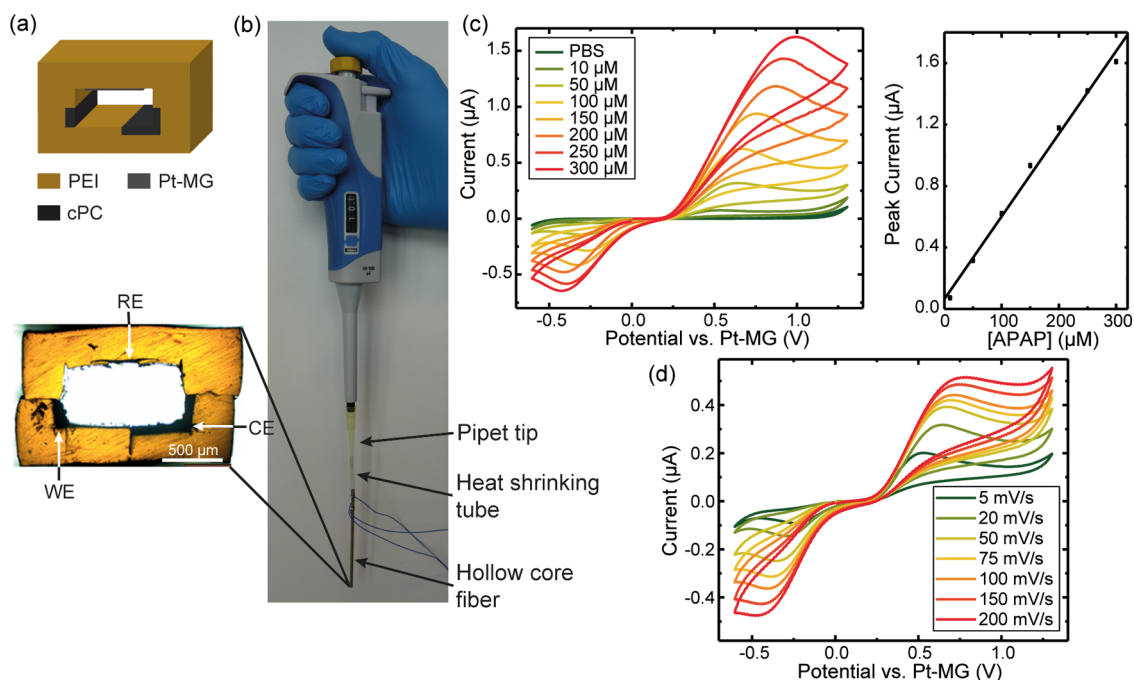 (a)
PEI
Pt-MG
cPC
RE
CE
500 µm
WE
(b)
Pipet tip
Heat shrinking
tube
Hollow core
fiber
(c)
Current (µA)
1.5
1.0
0.5
0.0
-0.5
PBS
10 µM
50 µM
100 µM
150 µM
200 µM
250 µM
300 µM
-0.5
0.0
0.5
1.0
Potential vs. Pt-MG (V)
Peak Current (µA)
1.6
1.2
0.8
0.4
0.0
0
100
200
300
[APAP] (µM)
(d)
Current (µA)
0.4
0.2
0.0
-0.2
-0.4
5 mV/s
20 mV/s
50 mV/s
75 mV/s
100 mV/s
150 mV/s
200 mV/s
-0.5
0.0
0.5
1.0
Potential vs. Pt-MG (V)